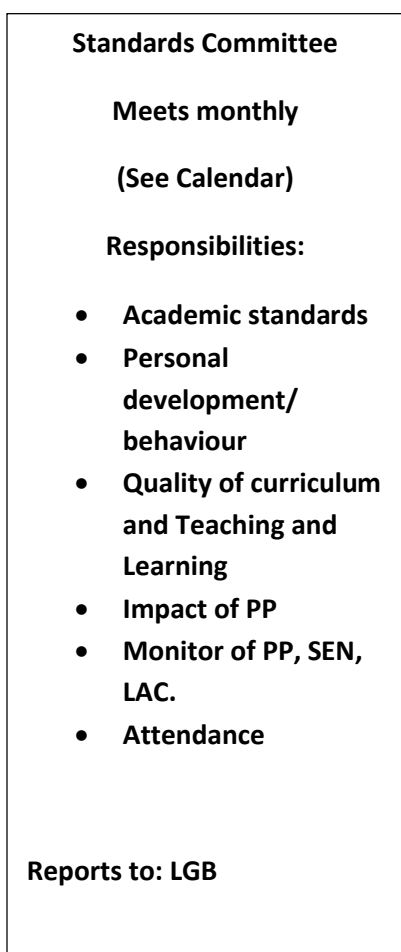 Standards Committee
Meets monthly
(See Calendar)
Responsibilities:
• Academic standards
• Personal
development/
behaviour
• Quality of curriculum
and Teaching and
Learning
• Impact of PP
• Monitor of PP, SEN,
LAC.
• Attendance
Reports to: LGB